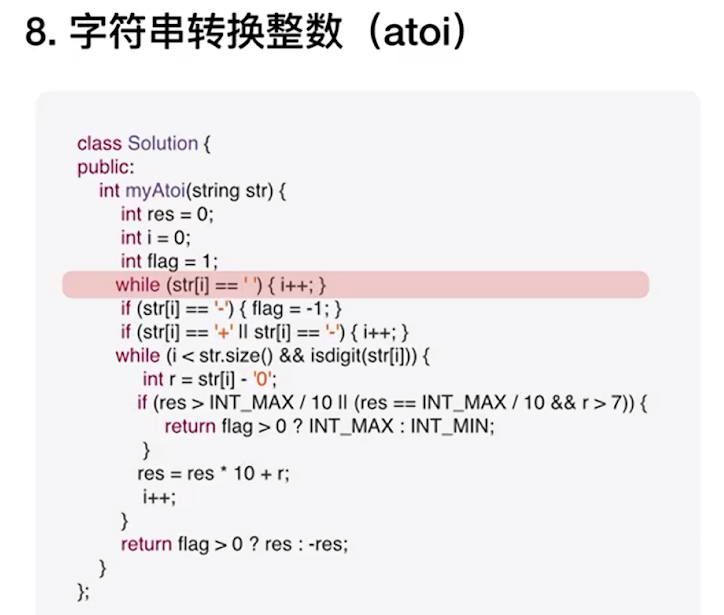 8. 字符串转换整数（atoi）
class Solution {
public:
int myAtoi(string str) {
int res = 0;
int i = 0;
int flag = 1;
while (str[i] == ' ') { i++; }
if (str[i] == '-') { flag = -1; }
if (str[i] == '+' || str[i] == '-') { i++; }
while (i < str.size() && isdigit(str[i])) {
int r = str[i] - '0';
if (res > INT_MAX / 10 || (res == INT_MAX / 10 && r > 7)) {
return flag > 0 ? INT_MAX : INT_MIN;
}
res = res * 10 + r;
i++;
}
return flag > 0 ? res : -res;
}
};